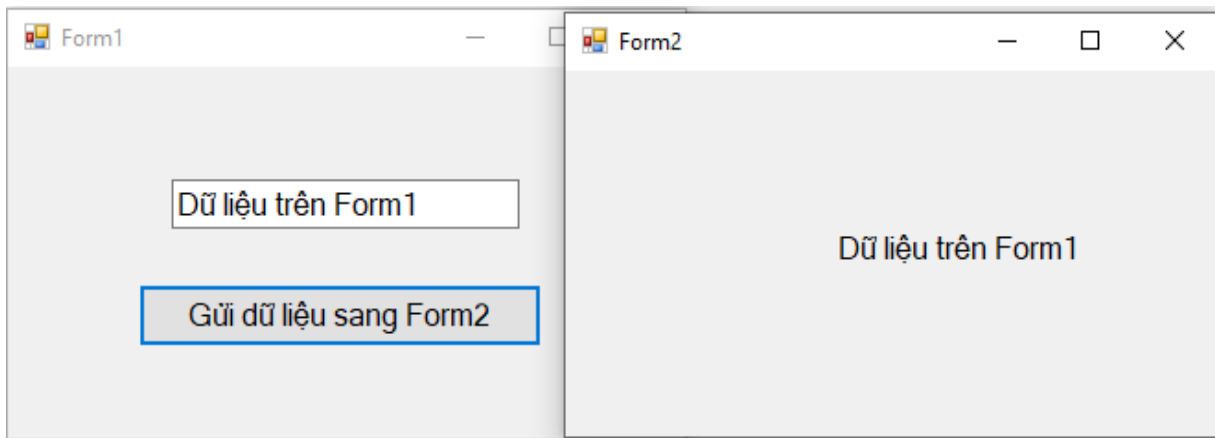 Form1
Dữ liệu trên Form1
Gửi dữ liệu sang Form2
Form2
Dữ liệu trên Form1